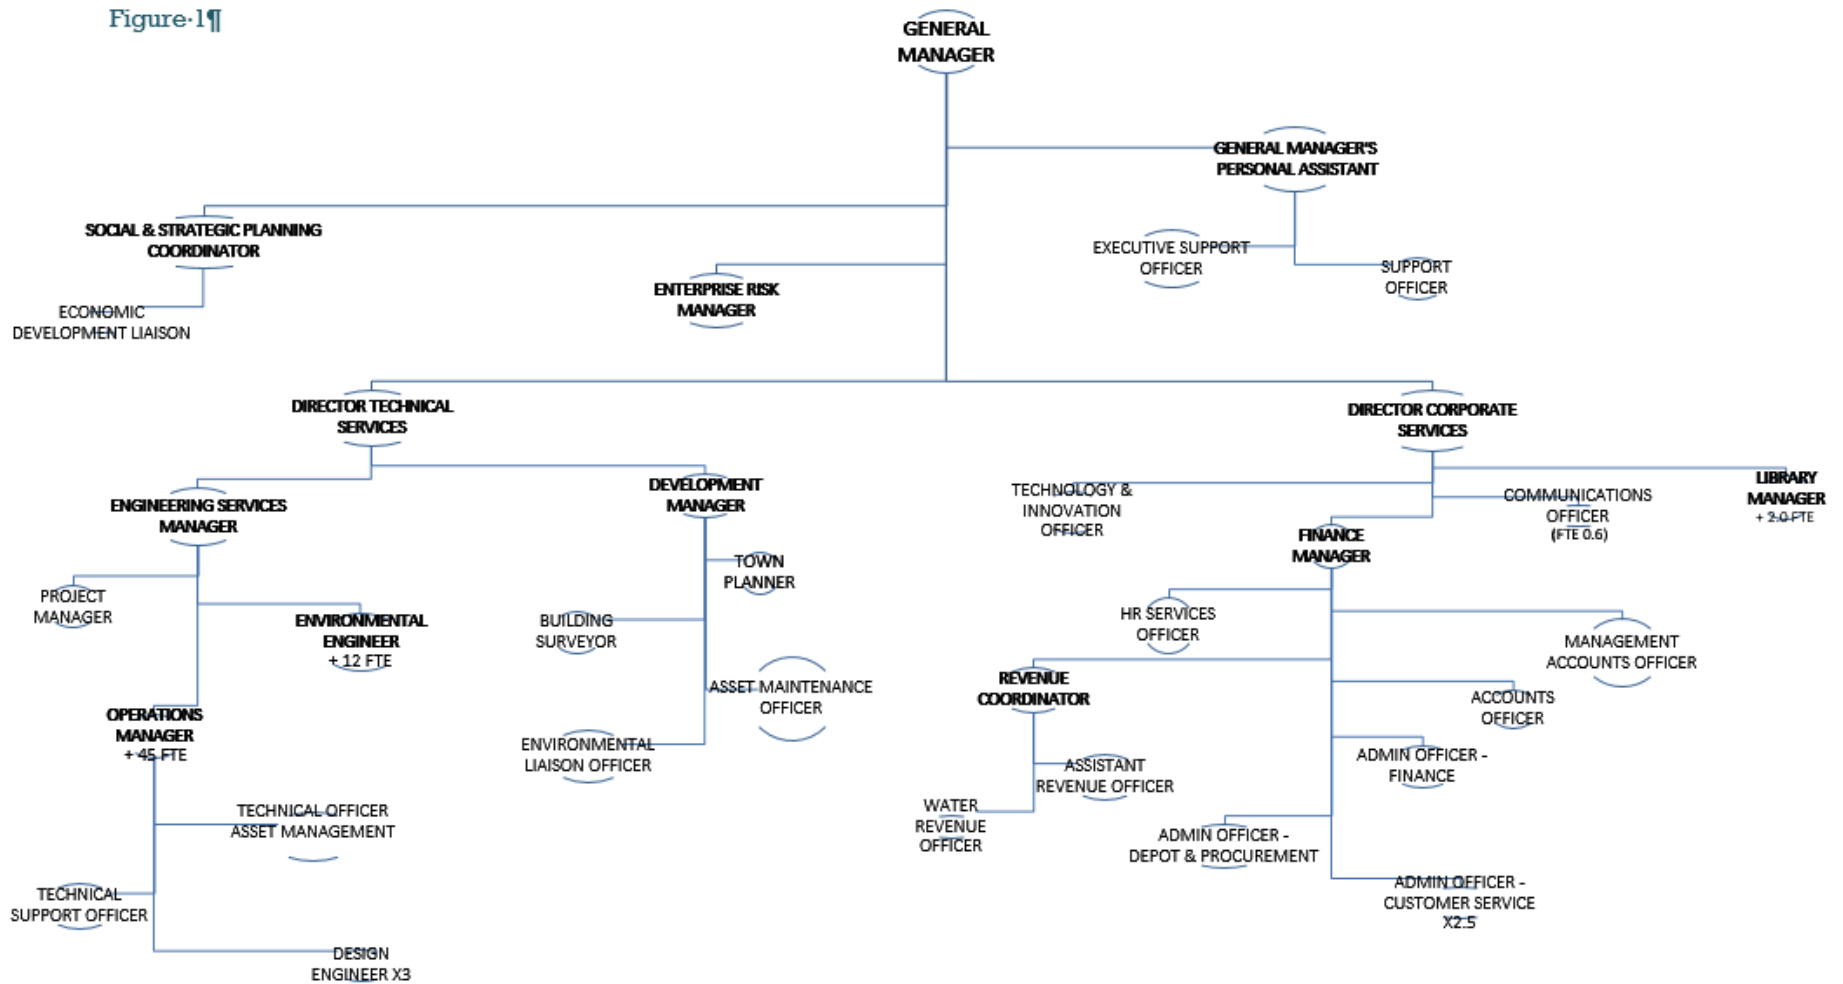 Figure·1¶
GENERAL
MANAGER
GENERAL MANAGER'S
PERSONAL ASSISTANT
SOCIAL & STRATEGIC PLANNING
COORDINATOR
EXECUTIVE SUPPORT
OFFICER
SUPPORT
OFFICER
ENTERPRISE RISK
MANAGER
ECONOMIC
DEVELOPMENT LIAISON
DIRECTOR TECHNICAL
SERVICES
DIRECTOR CORPORATE
SERVICES
ENGINEERING SERVICES
MANAGER
DEVELOPMENT
MANAGER
TECHNOLOGY &
INNOVATION
OFFICER
COMMUNICATIONS
OFFICER
(FTE 0.6)
LIBRARY
MANAGER
+ 2.0 FTE
FINANCE
MANAGER
PROJECT
MANAGER
ENVIRONMENTAL
ENGINEER
+ 12 FTE
TOWN
PLANNER
BUILDING
SURVEYOR
HR SERVICES
OFFICER
MANAGEMENT
ACCOUNTS OFFICER
OPERATIONS
MANAGER
+ 45 FTE
ASSET MAINTENANCE
OFFICER
REVENUE
COORDINATOR
ACCOUNTS
OFFICER
ENVIRONMENTAL
LIAISON OFFICER
ADMIN OFFICER -
FINANCE
ASSISTANT
REVENUE OFFICER
WATER
REVENUE
OFFICER
TECHNICAL OFFICER
ASSET MANAGEMENT
ADMIN OFFICER -
DEPOT & PROCUREMENT
TECHNICAL
SUPPORT OFFICER
ADMIN OFFICER -
CUSTOMER SERVICE
X2.5
DESIGN
ENGINEER X3